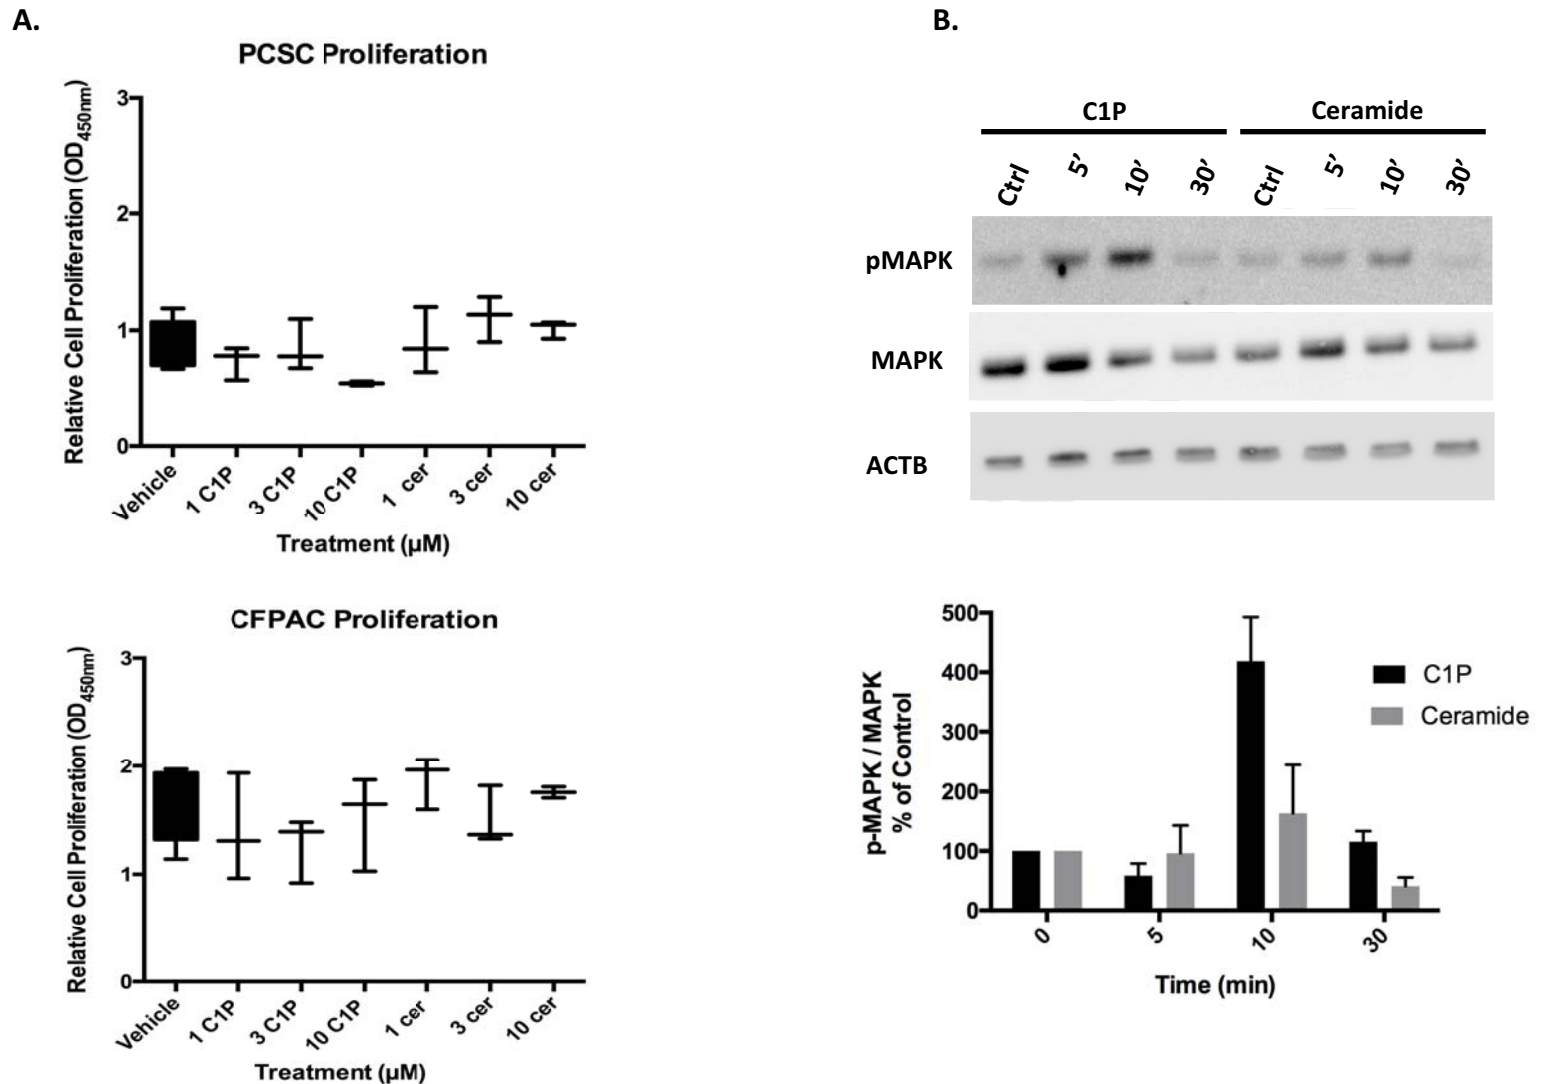 A.
PCSC Proliferation
Relative Cell Proliferation (OD450nm)
3
2
1
0
Vehicle
1 C1P
3 C1P
10 C1P
1 cer
3 cer
10 cer
Treatment (µM)
CFPAC Proliferation
Relative Cell Proliferation (OD450nm)
3
2
1
0
Vehicle
1 C1P
3 C1P
10 C1P
1 cer
3 cer
10 cer
Treatment (µM)
B.
C1P Ceramide
Ctrl 5’ 10’ 30’ Ctrl 5’ 10’ 30’
pMAPK
MAPK
ACTB
p-MAPK / MAPK
% of Control
500
400
300
200
100
0
0 5 10 30
Time (min)
C1P
Ceramide